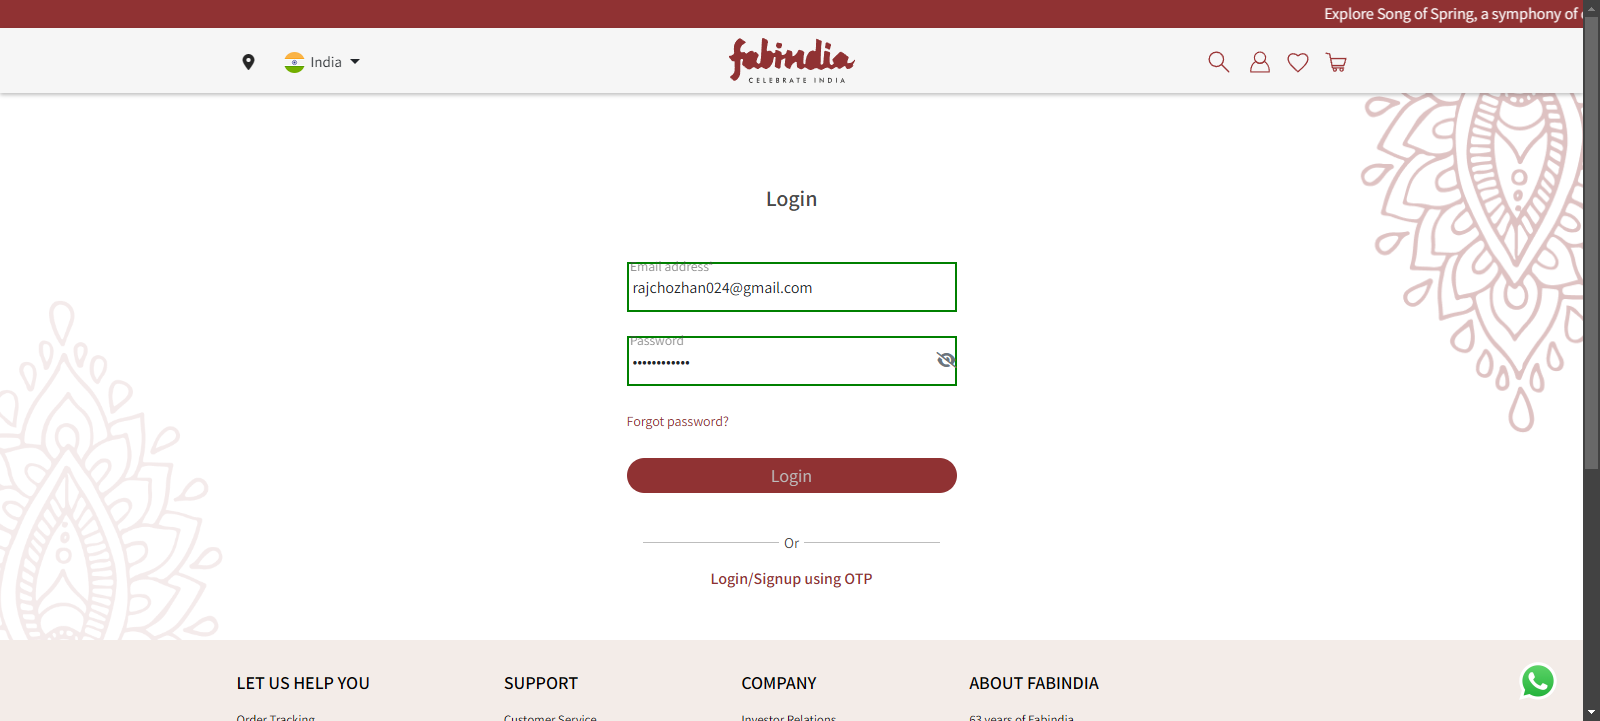 Explore Song of Spring, a symphony of
India
fabindia
CELEBRATE INDIA
Login
Email address*
rajchozhan024@gmail.com
Password
••••••••••••
Forgot password?
Login
Or
Login/Signup using OTP
LET US HELP YOU
SUPPORT
COMPANY
ABOUT FABINDIA
Order Tracking
Customer Service
Investor Relations
63 years of Fabindia